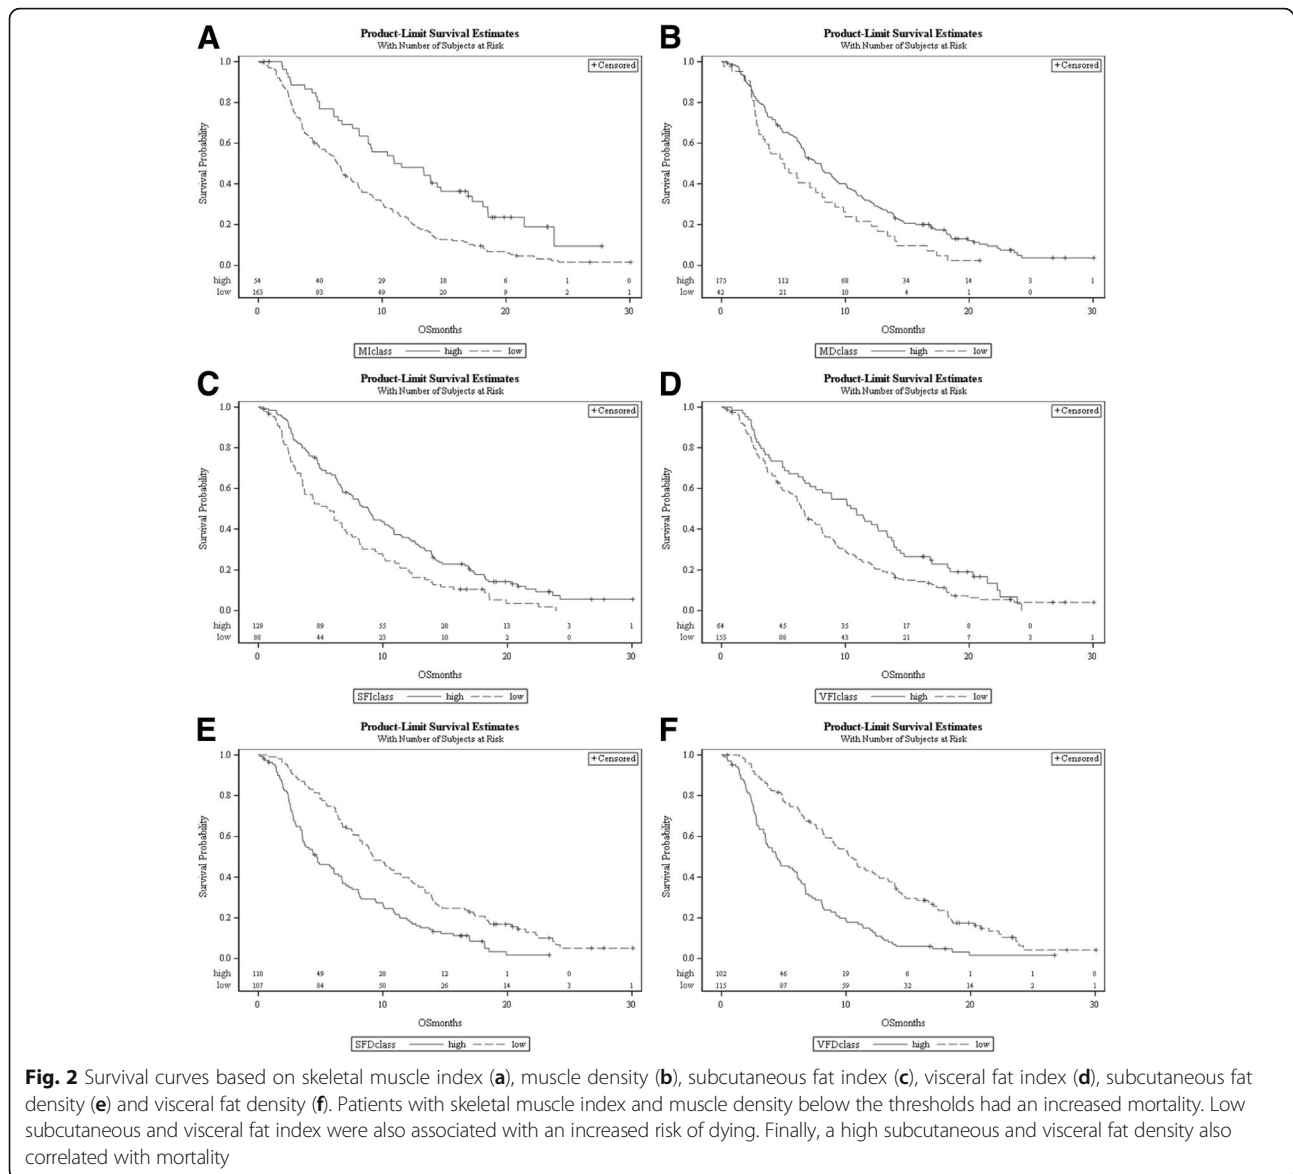 A
Product-Limit Survival Estimates
With Number of Subjects at Risk
+ Censored
Survival Probability
1.0
0.8
0.6
0.4
0.2
0.0
high 54 40 29 18 6 1 0
low 163 93 49 20 9 2 1
0 10 20 30
OSmonths
MIclass high low
B
Product-Limit Survival Estimates
With Number of Subjects at Risk
+ Censored
Survival Probability
1.0
0.8
0.6
0.4
0.2
0.0
high 175 112 68 34 14 3 1
low 42 21 10 4 1 0
0 10 20 30
OSmonths
MDclass high low
C
Product-Limit Survival Estimates
With Number of Subjects at Risk
+ Censored
Survival Probability
1.0
0.8
0.6
0.4
0.2
0.0
high 129 89 55 28 13 3 1
low 88 44 23 10 2 0
0 10 20 30
OSmonths
SFIclass high low
D
Product-Limit Survival Estimates
With Number of Subjects at Risk
+ Censored
Survival Probability
1.0
0.8
0.6
0.4
0.2
0.0
high 64 45 35 17 8 0
low 153 88 43 21 7 3 1
0 10 20 30
OSmonths
VFIclass high low
E
Product-Limit Survival Estimates
With Number of Subjects at Risk
+ Censored
Survival Probability
1.0
0.8
0.6
0.4
0.2
0.0
high 110 49 28 12 1 0
low 107 84 50 26 14 3 1
0 10 20 30
OSmonths
SFDclass high low
F
Product-Limit Survival Estimates
With Number of Subjects at Risk
+ Censored
Survival Probability
1.0
0.8
0.6
0.4
0.2
0.0
high 102 46 19 6 1 1 0
low 115 87 59 32 14 2 1
0 10 20 30
OSmonths
VFDclass high low
Fig. 2 Survival curves based on skeletal muscle index (a), muscle density (b), subcutaneous fat index (c), visceral fat index (d), subcutaneous fat
density (e) and visceral fat density (f). Patients with skeletal muscle index and muscle density below the thresholds had an increased mortality. Low
subcutaneous and visceral fat index were also associated with an increased risk of dying. Finally, a high subcutaneous and visceral fat density also
correlated with mortality